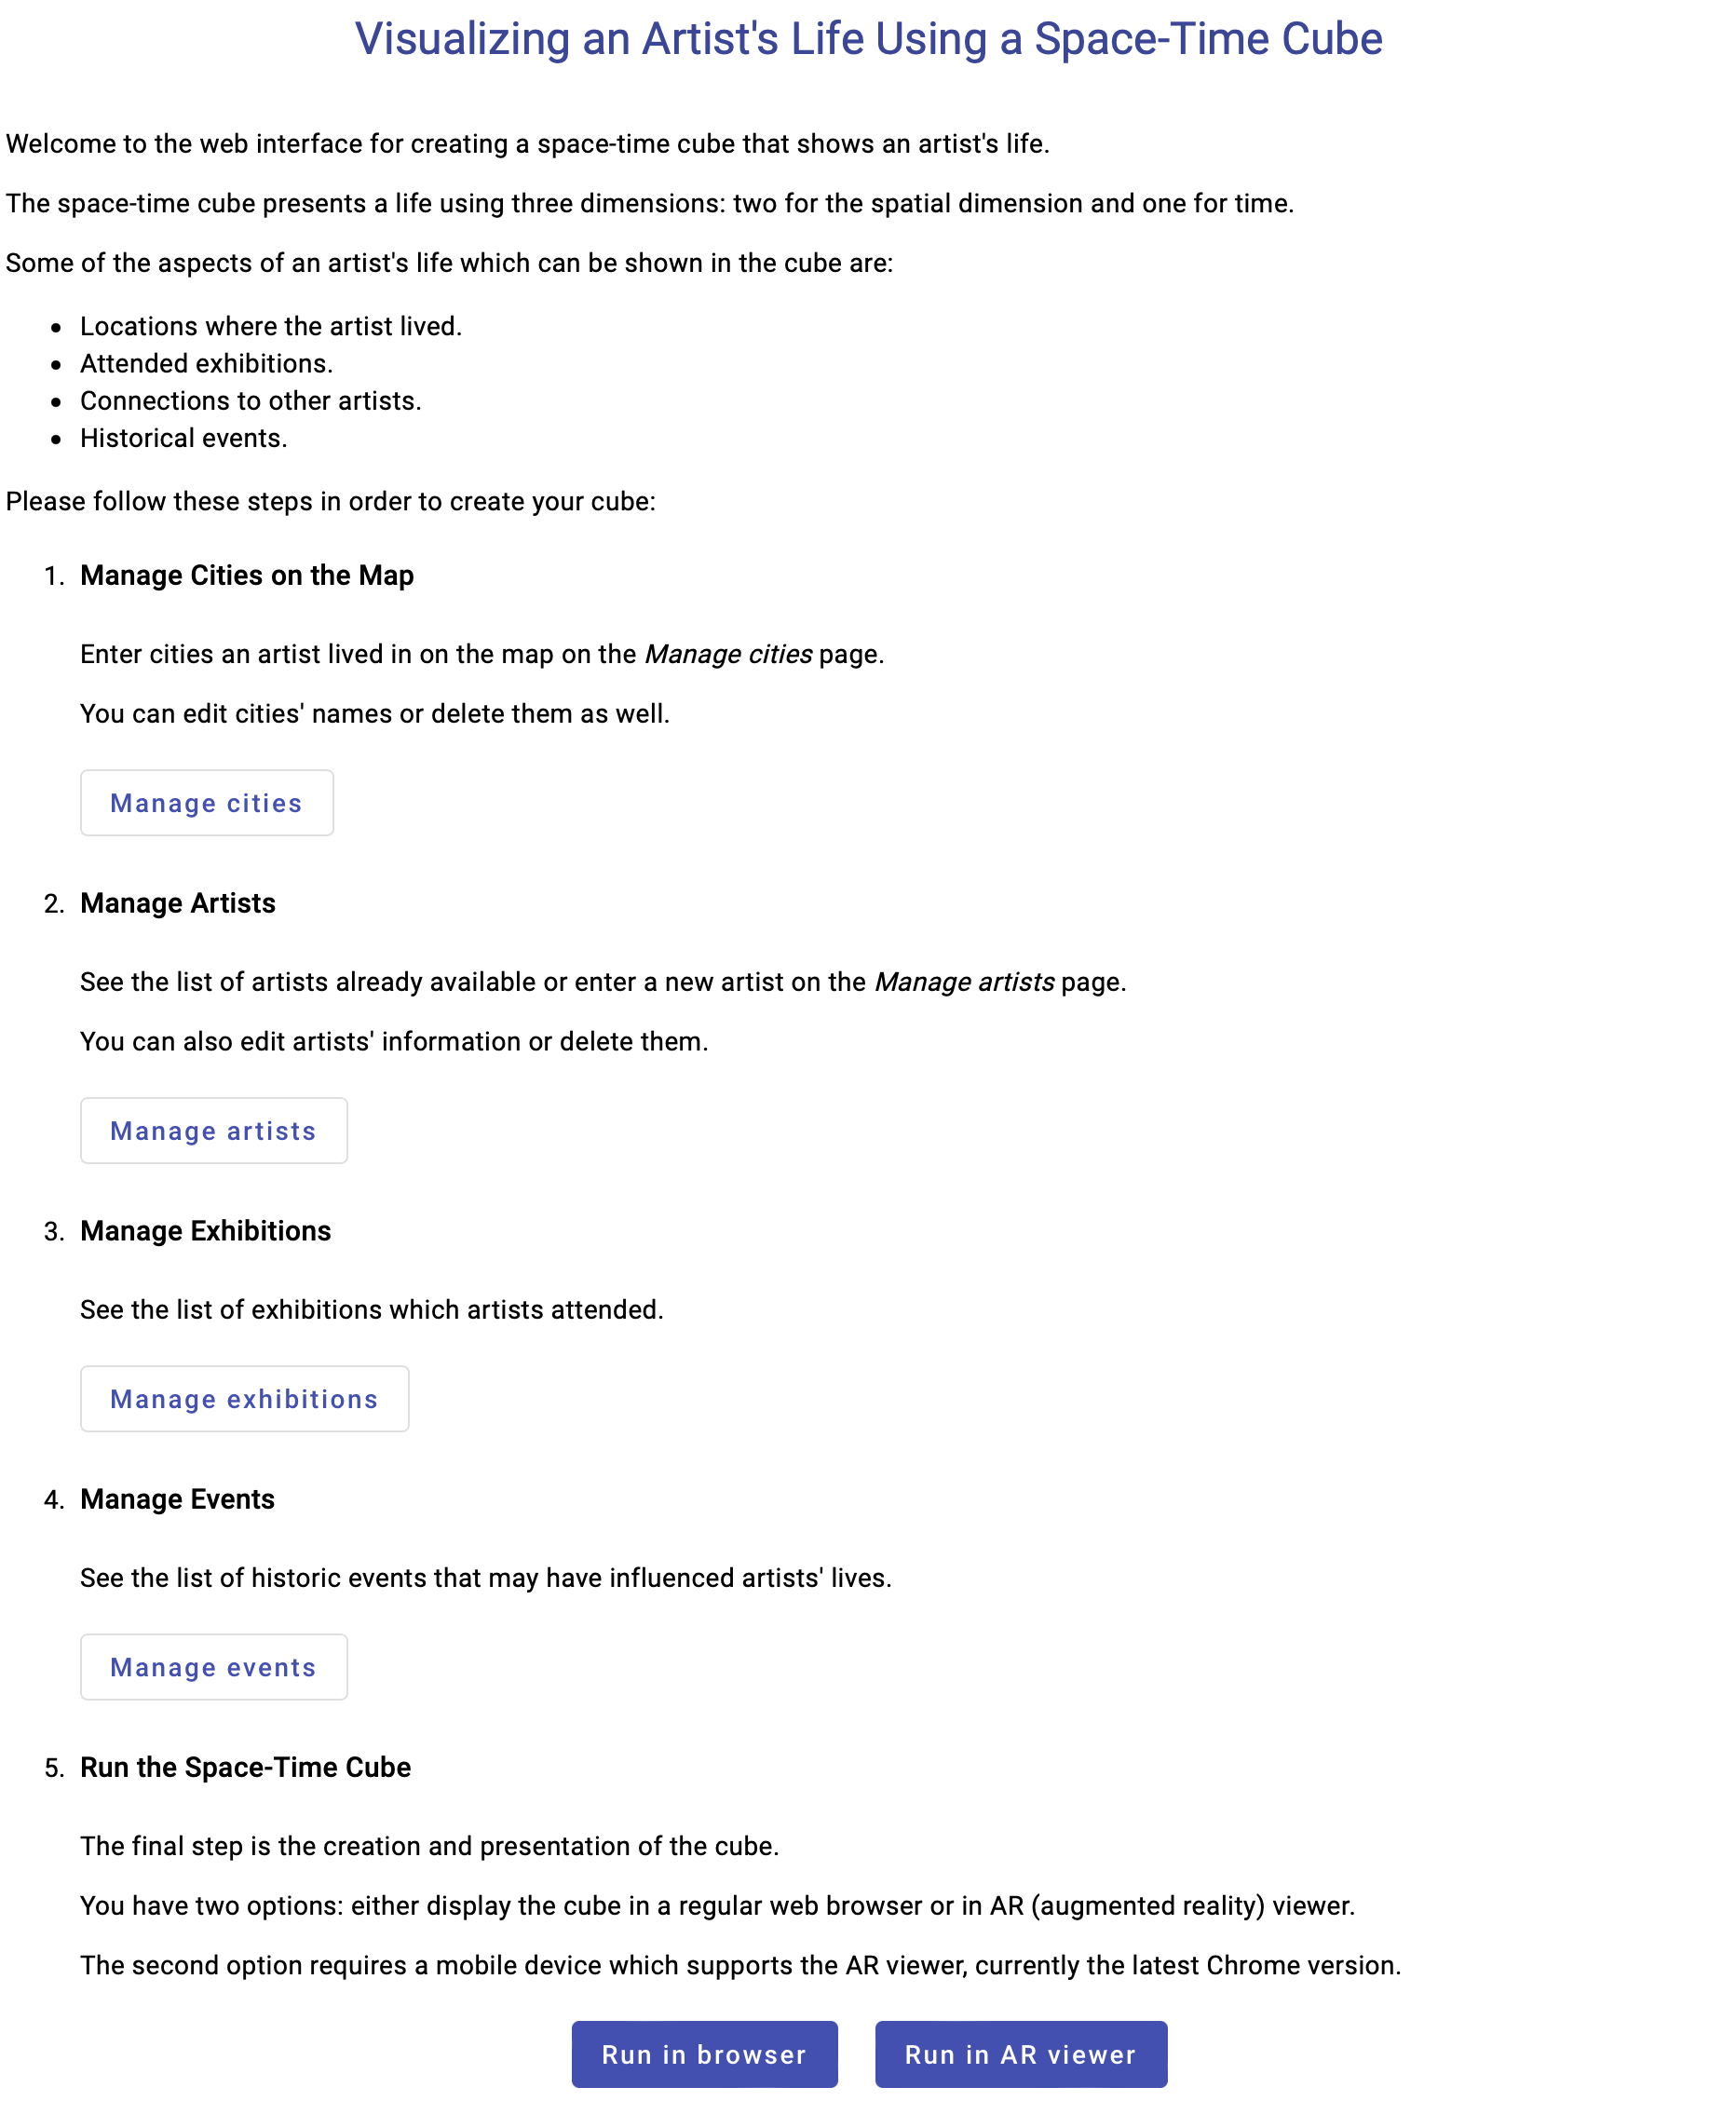 Visualizing an Artist's Life Using a Space-Time Cube
Welcome to the web interface for creating a space-time cube that shows an artist's life.
The space-time cube presents a life using three dimensions: two for the spatial dimension and one for time.
Some of the aspects of an artist's life which can be shown in the cube are:
• Locations where the artist lived.
• Attended exhibitions.
• Connections to other artists.
• Historical events.
Please follow these steps in order to create your cube:
1. Manage Cities on the Map
Enter cities an artist lived in on the map on the Manage cities page.
You can edit cities' names or delete them as well.
Manage cities
2. Manage Artists
See the list of artists already available or enter a new artist on the Manage artists page.
You can also edit artists' information or delete them.
Manage artists
3. Manage Exhibitions
See the list of exhibitions which artists attended.
Manage exhibitions
4. Manage Events
See the list of historic events that may have influenced artists' lives.
Manage events
5. Run the Space-Time Cube
The final step is the creation and presentation of the cube.
You have two options: either display the cube in a regular web browser or in AR (augmented reality) viewer.
The second option requires a mobile device which supports the AR viewer, currently the latest Chrome version.
Run in browser Run in AR viewer